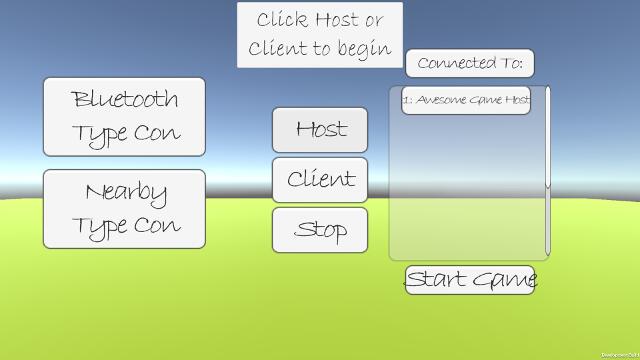 Click Host or
Client to begin
Connected To:
Bluetooth
Type Con
1: Awesome Game Host
Host
Nearby
Type Con
Client
Stop
Start Game
Development Build